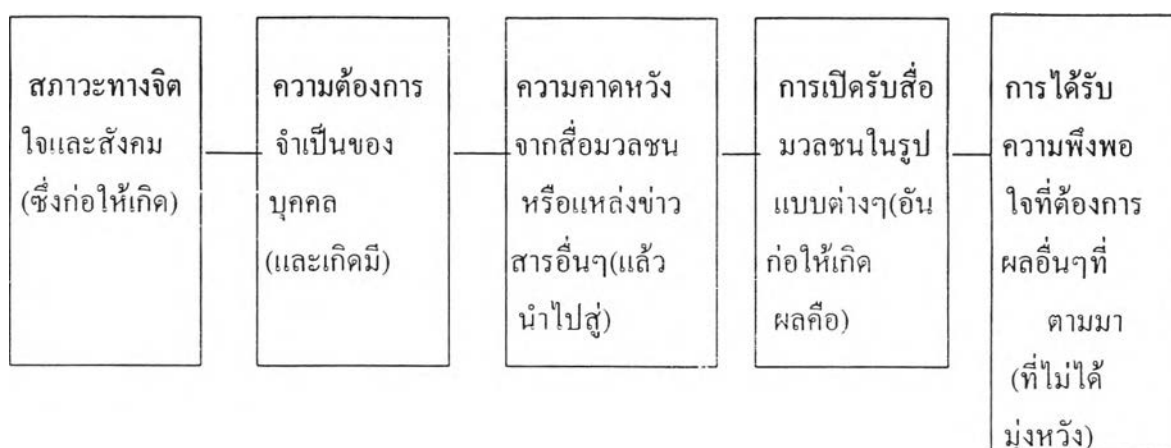 สภาวะทางจิต
ใจและสังคม
(ซึ่งก่อให้เกิด)
ความต้องการ
จำเป็นของ
บุคคล
(และเกิดมี)
ความคาดหวัง
จากสื่อมวลชน
หรือแหล่งข่าว
สารอื่นๆ(แล้ว
นำไปสู่)
การเปิดรับสื่อ
มวลชนในรูป
แบบต่างๆ(อัน
ก่อให้เกิด
ผลคือ)
การได้รับ
ความพึงพอ
ใจที่ต้องการ
ผลอื่นๆที่
ตามมา
(ที่ไม่ได้
มุ่งหวัง)